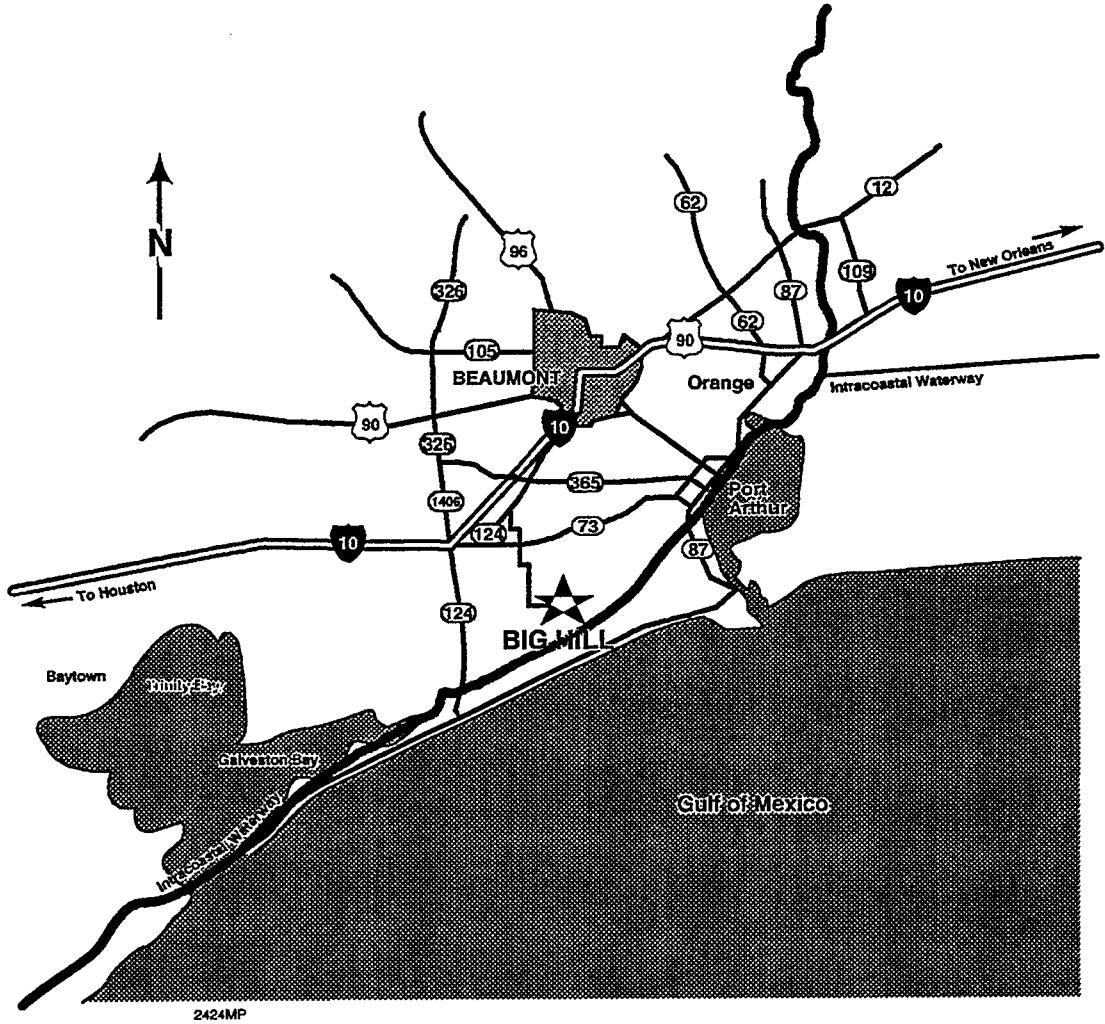 12
62
N
96
To New Orleans
109
326
87
10
62
90
105
BEAUMONT
Orange
Intracoastal Waterway
90
10
326
365
Port
Arthur
1406
73
124
10
87
To Houston
124
BIG HILL
Baytown
Trinity Bay
Galveston Bay
Gulf of Mexico
Intracoastal Waterway
2424MP